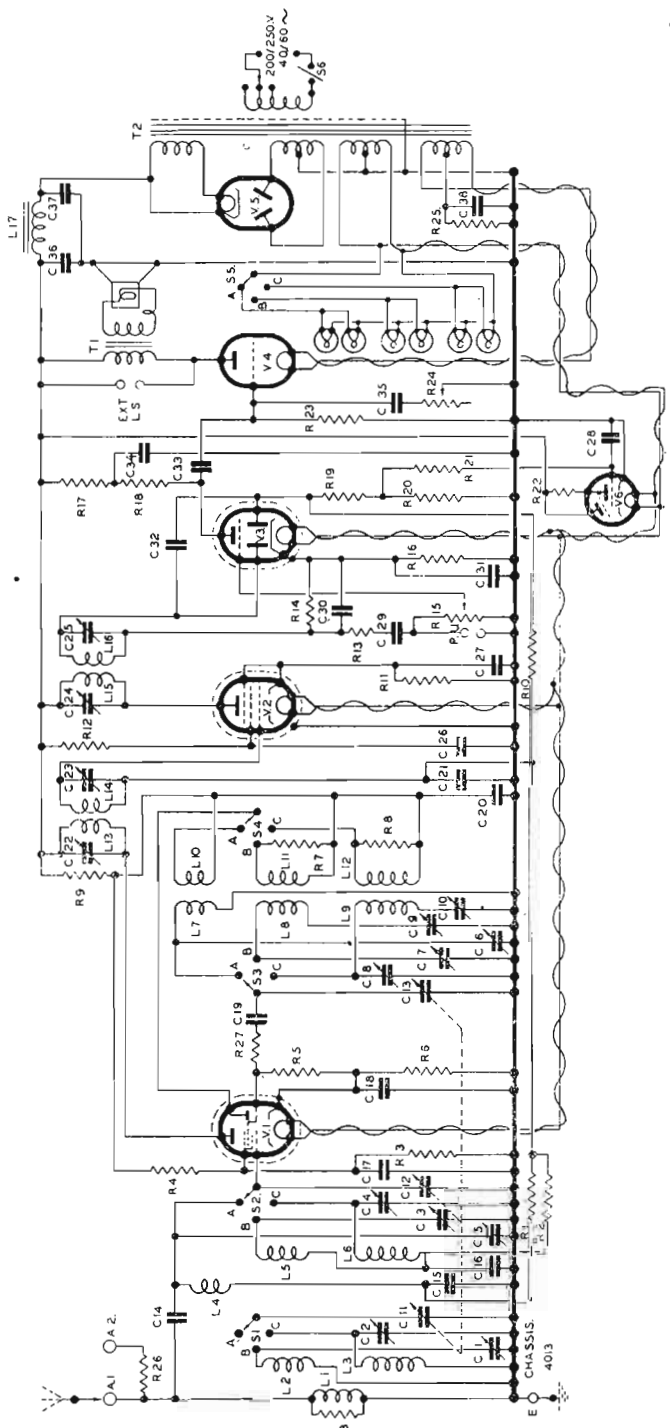 A1.
A 2.
R26
C14
L4
L1
L2
L3
A
B
C
S1
C2
C11
C1
E
CHASSIS.
4013
L5
L6
C15
C16
C5
A
B
C
S2.
C4
C3
C12
C17
R3
R1
R2
R4
V.1
C18
R5
R6
R27
C19
A
B
C
S3
C8
C13
C7
C9
C6
C10
L7
L8
L9
L10
L11
L12
R7
R8
A
B
C
S4
R9
C22
L13
L14
C23
R12
C20
C21
C26
C24
L15
L16
C25
V2
R11
C27
R10
R13
C29
R14
C30
R15
P.U
R16
C31
V3
C32
R17
R18
C34
C33
R19
R20
R21
R22
V6
C28
R23
C35
R24
V4
EXT
L S
T1
A
B
C
S5.
C36
C37
L17
V5
T2
R25
C38
200/250.V
40/60 ~
S6